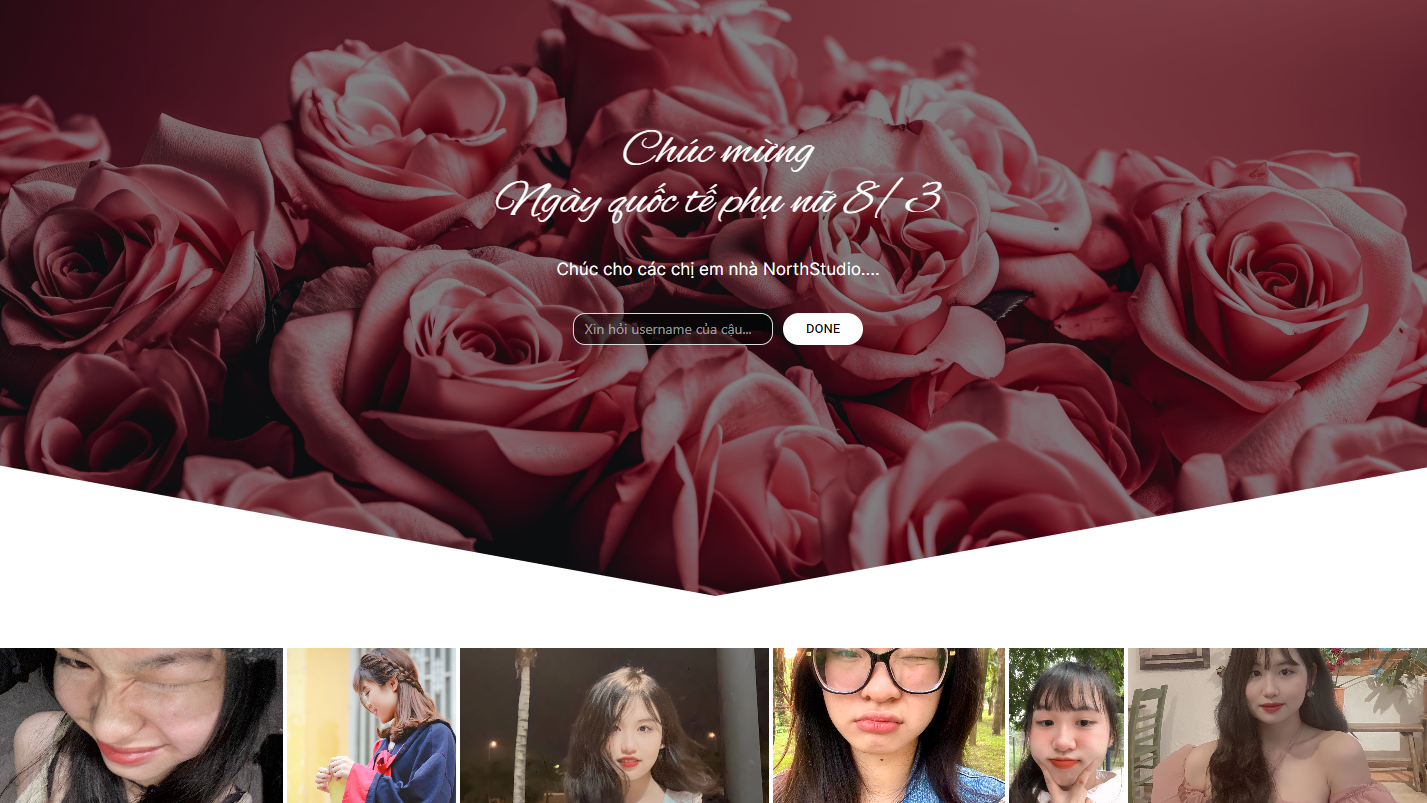 Chúc mừng
Ngày quốc tế phụ nữ 8/ 3
Chúc cho các chị em nhà NorthStudio....
Xin hỏi username của cậu... DONE